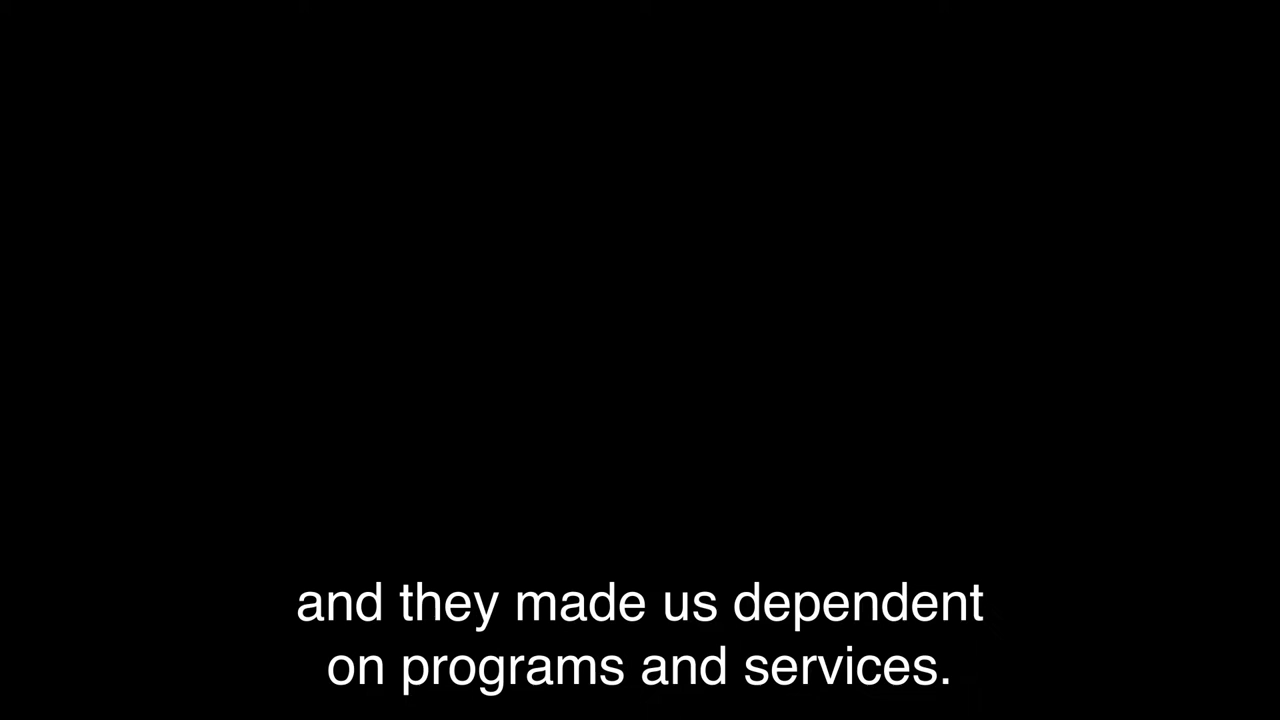 and they made us dependent
on programs and services.